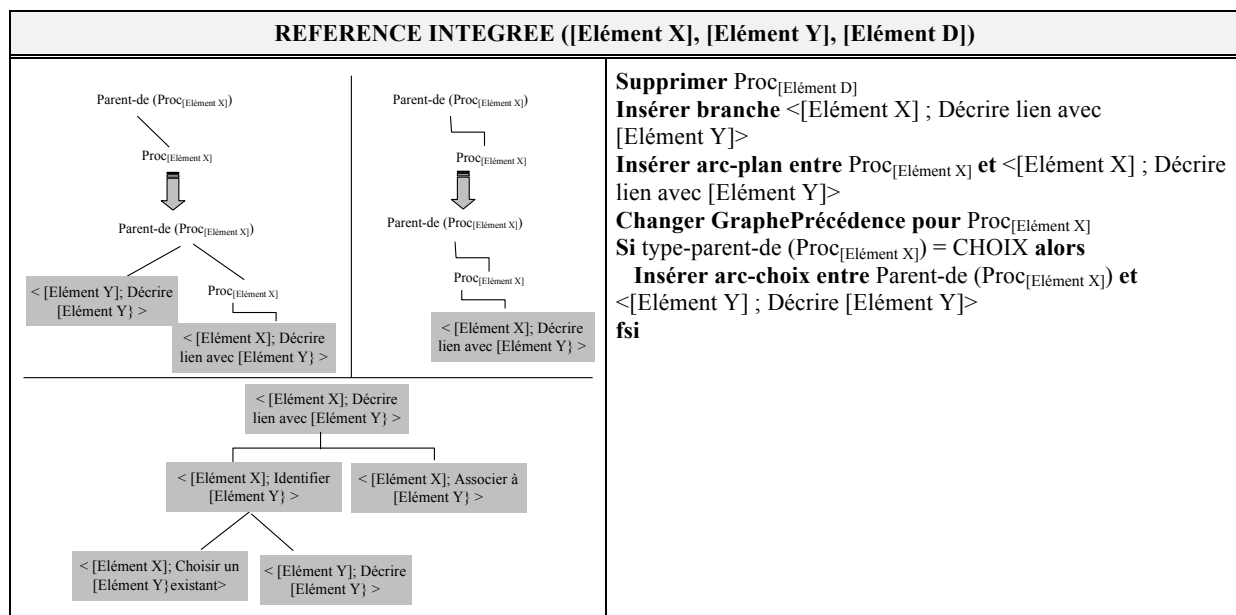 REFERENCE INTEGREE ([Elément X], [Elément Y], [Elément D])
Parent-de (Proc[Elément X])
Proc[Elément X]
Parent-de (Proc[Elément X])
< [Elément Y]; Décrire
[Elément Y} >
Proc[Elément X]
< [Elément X]; Décrire
lien avec [Elément Y} >
Parent-de (Proc[Elément X])
Proc[Elément X]
Parent-de (Proc[Elément X])
Proc[Elément X]
< [Elément X]; Décrire
lien avec [Elément Y} >
< [Elément X]; Décrire
lien avec [Elément Y} >
< [Elément X]; Identifier
[Elément Y} >
< [Elément X]; Associer à
[Elément Y} >
< [Elément X]; Choisir un
[Elément Y}existant>
< [Elément Y]; Décrire
[Elément Y} >
Supprimer Proc[Elément D]
Insérer branche <[Elément X] ; Décrire lien avec
[Elément Y]>
Insérer arc-plan entre Proc[Elément X] et <[Elément X] ; Décrire
lien avec [Elément Y]>
Changer GraphePrécédence pour Proc[Elément X]
Si type-parent-de (Proc[Elément X]) = CHOIX alors
Insérer arc-choix entre Parent-de (Proc[Elément X]) et
<[Elément Y] ; Décrire [Elément Y]>
fsi